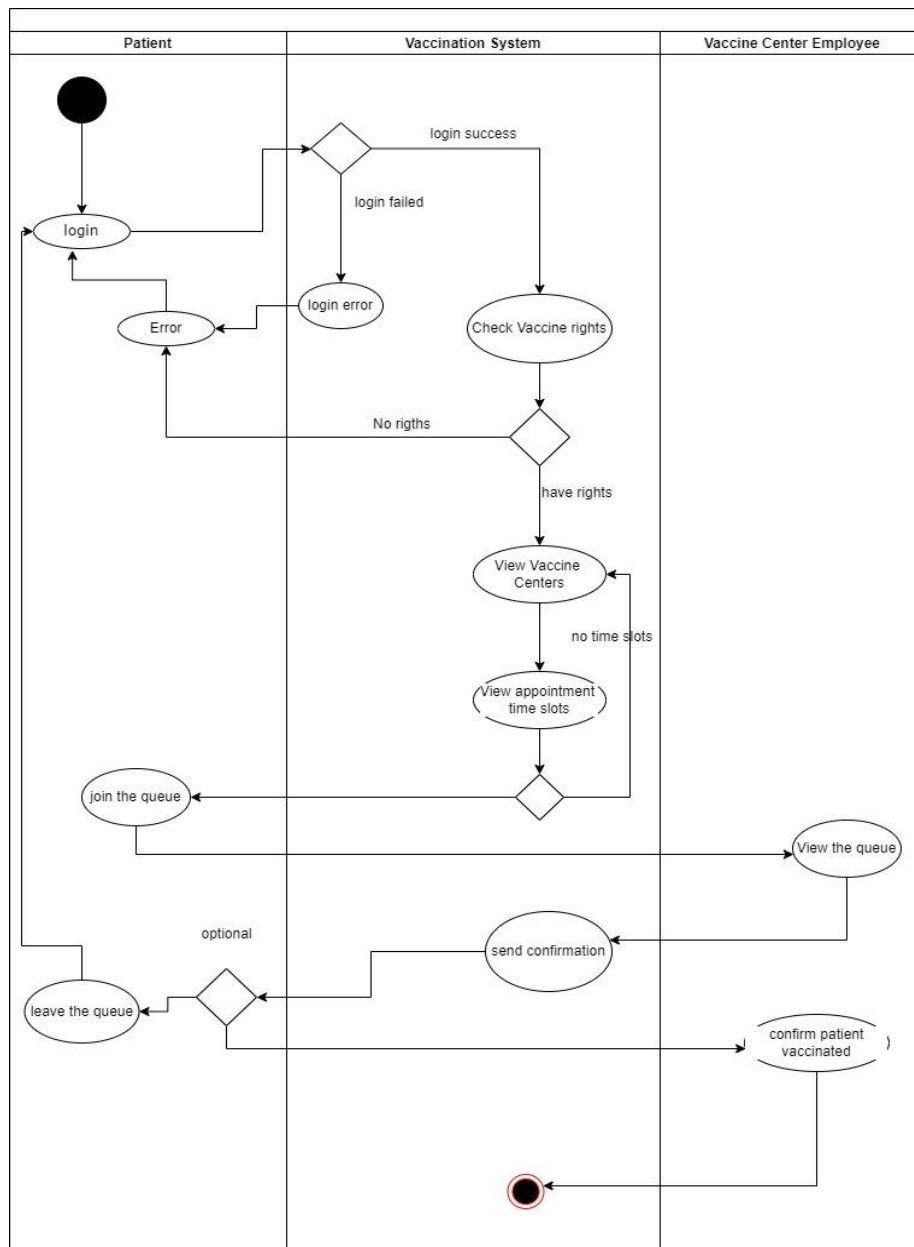 Patient
Vaccination System
Vaccine Center Employee
login success
login failed
login
login error
Error
Check Vaccine rights
No rigths
have rights
View Vaccine
Centers
no time slots
View appointment
time slots
join the queue
View the queue
optional
send confirmation
leave the queue
confirm patient
vaccinated